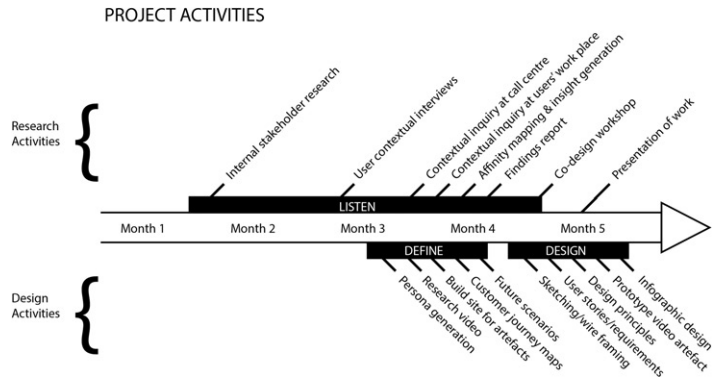 PROJECT ACTIVITIES
Research
Activities
Internal stakeholder research
User contextual interviews
Contextual inquiry at call centre
Contextual inquiry at users' work place
Affinity mapping & insight generation
Findings report
Co-design workshop
Presentation of work
LISTEN
Month 1
Month 2
Month 3
Month 4
Month 5
DEFINE
DESIGN
Design
Activities
Persona generation
Research video
Build site for artefacts
Customer journey maps
Future scenarios
Sketching/wire framing
User stories/requirements
Design principles
Prototype video artefact
Infographic design